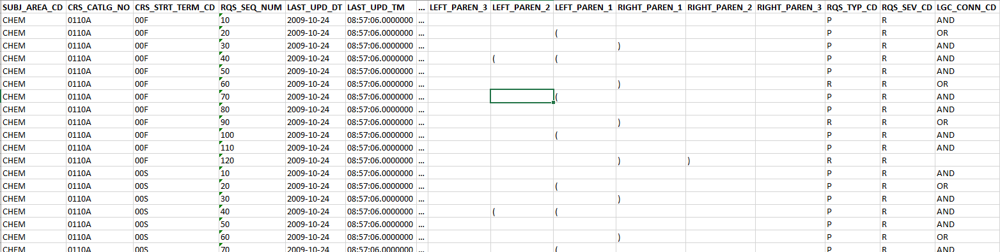 SUBJ_AREA_CD CRS_CATLG_NO CRS_STRT_TERM_CD RQS_SEQ_NUM LAST_UPD_DT LAST_UPD_TM ... LEFT_PAREN_3 LEFT_PAREN_2 LEFT_PAREN_1 RIGHT_PAREN_1 RIGHT_PAREN_2 RIGHT_PAREN_3 RQS_TYP_CD RQS_SEV_CD LGC_CONN_CD
CHEM 0110A 00F 10 2009-10-24 08:57:06.0000000 ... P R AND
CHEM 0110A 00F 20 2009-10-24 08:57:06.0000000 ... ( P R OR
CHEM 0110A 00F 30 2009-10-24 08:57:06.0000000 ... ) P R AND
CHEM 0110A 00F 40 2009-10-24 08:57:06.0000000 ... ( ( P R AND
CHEM 0110A 00F 50 2009-10-24 08:57:06.0000000 ... P R AND
CHEM 0110A 00F 60 2009-10-24 08:57:06.0000000 ... ) R R OR
CHEM 0110A 00F 70 2009-10-24 08:57:06.0000000 ... ( P R AND
CHEM 0110A 00F 80 2009-10-24 08:57:06.0000000 ... P R AND
CHEM 0110A 00F 90 2009-10-24 08:57:06.0000000 ... ) R R OR
CHEM 0110A 00F 100 2009-10-24 08:57:06.0000000 ... ( P R AND
CHEM 0110A 00F 110 2009-10-24 08:57:06.0000000 ... P R AND
CHEM 0110A 00F 120 2009-10-24 08:57:06.0000000 ... ) ) R R
CHEM 0110A 00S 10 2009-10-24 08:57:06.0000000 ... P R AND
CHEM 0110A 00S 20 2009-10-24 08:57:06.0000000 ... ( P R OR
CHEM 0110A 00S 30 2009-10-24 08:57:06.0000000 ... ) P R AND
CHEM 0110A 00S 40 2009-10-24 08:57:06.0000000 ... ( ( P R AND
CHEM 0110A 00S 50 2009-10-24 08:57:06.0000000 ... P R AND
CHEM 0110A 00S 60 2009-10-24 08:57:06.0000000 ... ) P R OR
CHEM 0110A 00S 70 2009-10-24 08:57:06.0000000 ... ( P R AND